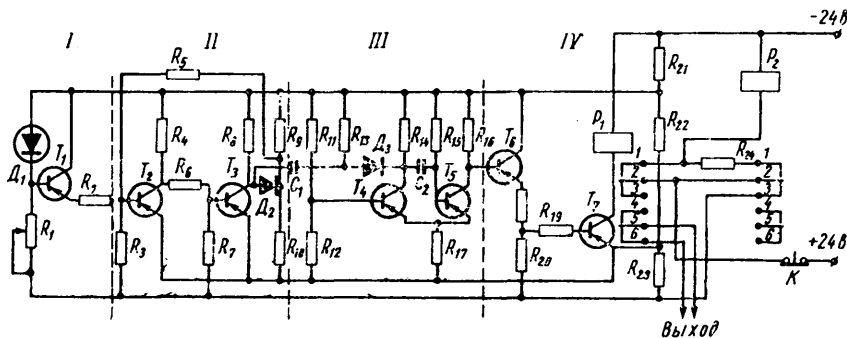 I II III IV
-24в
R5 R21 P2
R4 R8 R9 R11 R13 Д3 R14 R15 R16 T6 P1 R22
Д1 T1 R2 T2 R6 T3 Д2 C1 T4 C2 T5 R19 T7 R24
1 1
2 2
3 3
4 4
5 5
6 6
R1 R3 R7 R10 R12 R17 R20 R23
+24в
К
Выход